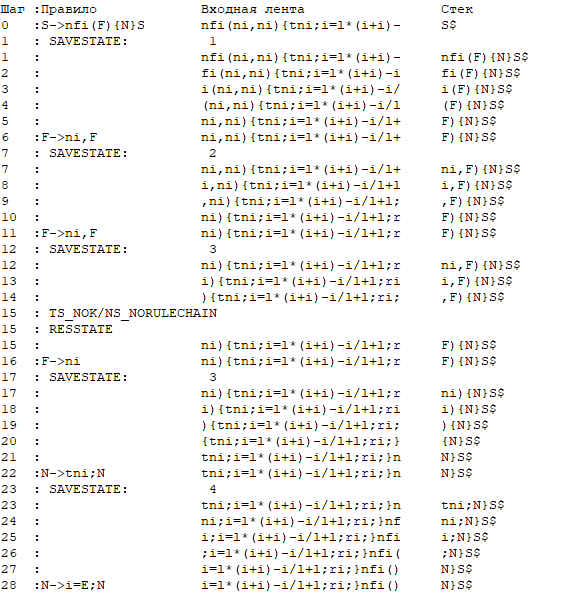 Шаг :Правило Входная лента Стек
0 :S->nfi(F){N}S nfi(ni,ni){tni;i=l*(i+i)- S$
1 : SAVESTATE: 1
1 : nfi(ni,ni){tni;i=l*(i+i)- nfi(F){N}S$
2 : fi(ni,ni){tni;i=l*(i+i)-i fi(F){N}S$
3 : i(ni,ni){tni;i=l*(i+i)-i/ i(F){N}S$
4 : (ni,ni){tni;i=l*(i+i)-i/l (F){N}S$
5 : ni,ni){tni;i=l*(i+i)-i/l+ F){N}S$
6 :F->ni,F ni,ni){tni;i=l*(i+i)-i/l+ F){N}S$
7 : SAVESTATE: 2
7 : ni,ni){tni;i=l*(i+i)-i/l+ ni,F){N}S$
8 : i,ni){tni;i=l*(i+i)-i/l+l i,F){N}S$
9 : ,ni){tni;i=l*(i+i)-i/l+l; ,F){N}S$
10 : ni){tni;i=l*(i+i)-i/l+l;r F){N}S$
11 :F->ni,F ni){tni;i=l*(i+i)-i/l+l;r F){N}S$
12 : SAVESTATE: 3
12 : ni){tni;i=l*(i+i)-i/l+l;r ni,F){N}S$
13 : i){tni;i=l*(i+i)-i/l+l;ri i,F){N}S$
14 : ){tni;i=l*(i+i)-i/l+l;ri; ,F){N}S$
15 : TS_NOK/NS_NORULECHAIN
15 : RESSTATE
15 : ni){tni;i=l*(i+i)-i/l+l;r F){N}S$
16 :F->ni ni){tni;i=l*(i+i)-i/l+l;r F){N}S$
17 : SAVESTATE: 3
17 : ni){tni;i=l*(i+i)-i/l+l;r ni){N}S$
18 : i){tni;i=l*(i+i)-i/l+l;ri i){N}S$
19 : ){tni;i=l*(i+i)-i/l+l;ri; ){N}S$
20 : {tni;i=l*(i+i)-i/l+l;ri;} {N}S$
21 : tni;i=l*(i+i)-i/l+l;ri;}n N}S$
22 :N->tni;N tni;i=l*(i+i)-i/l+l;ri;}n N}S$
23 : SAVESTATE: 4
23 : tni;i=l*(i+i)-i/l+l;ri;}n tni;N}S$
24 : ni;i=l*(i+i)-i/l+l;ri;}nf ni;N}S$
25 : i;i=l*(i+i)-i/l+l;ri;}nfi i;N}S$
26 : ;i=l*(i+i)-i/l+l;ri;}nfi( ;N}S$
27 : i=l*(i+i)-i/l+l;ri;}nfi() N}S$
28 :N->i=E;N i=l*(i+i)-i/l+l;ri;}nfi() N}S$